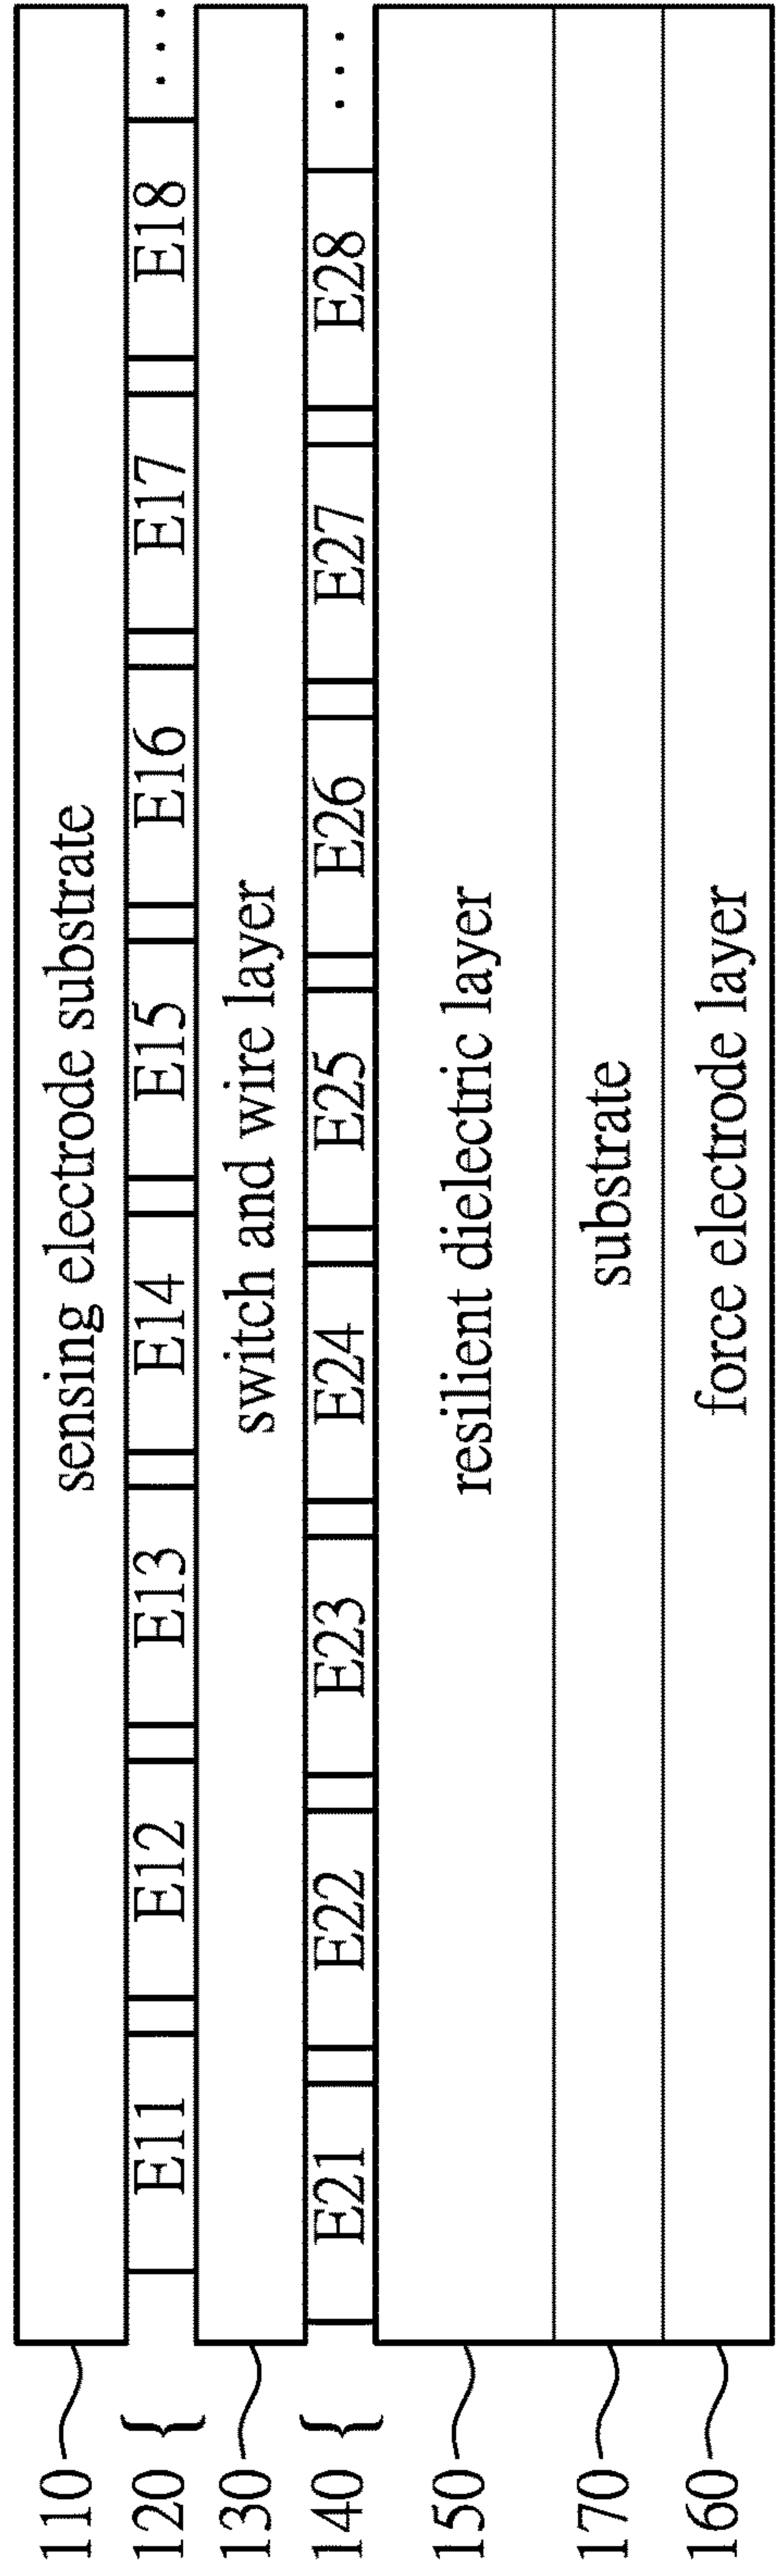 110 sensing electrode substrate
120 { E11 E12 E13 E14 E15 E16 E17 E18 ...
130 switch and wire layer
140 { E21 E22 E23 E24 E25 E26 E27 E28 ...
150 resilient dielectric layer
170 substrate
160 force electrode layer